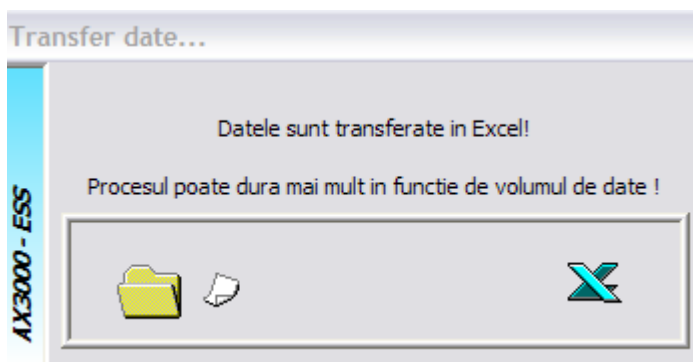 Transfer date...
Datele sunt transferate in Excel!
Procesul poate dura mai mult in functie de volumul de date !
AX3000 - ESS